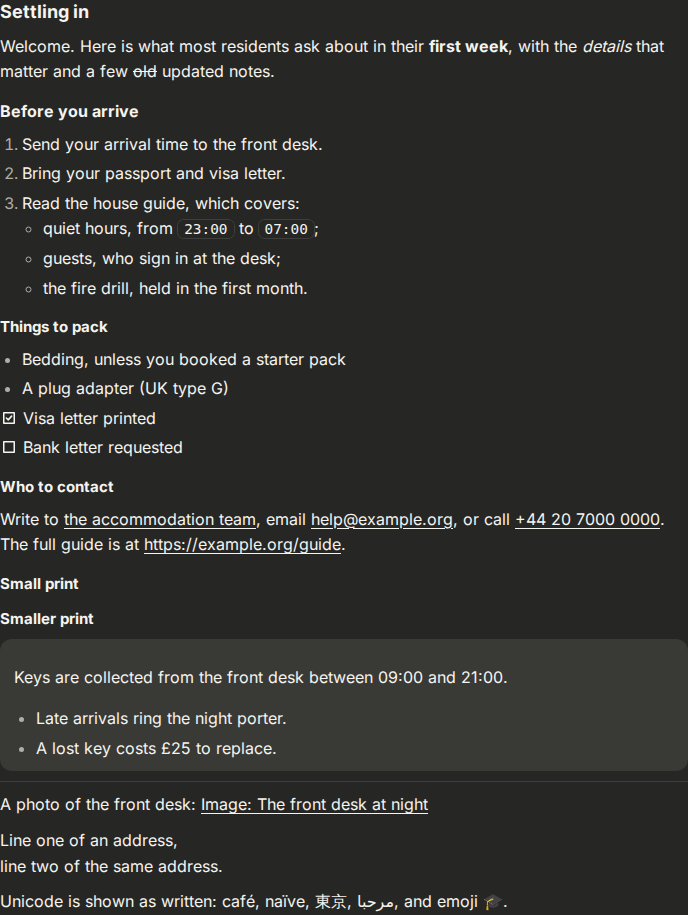 Settling in
Welcome. Here is what most residents ask about in their first week, with the details that
matter and a few old updated notes.
Before you arrive
1. Send your arrival time to the front desk.
2. Bring your passport and visa letter.
3. Read the house guide, which covers:
◦ quiet hours, from 23:00 to 07:00;
◦ guests, who sign in at the desk;
◦ the fire drill, held in the first month.
Things to pack
• Bedding, unless you booked a starter pack
• A plug adapter (UK type G)
☑ Visa letter printed
☐ Bank letter requested
Who to contact
Write to the accommodation team, email help@example.org, or call +44 20 7000 0000.
The full guide is at https://example.org/guide.
Small print
Smaller print
Keys are collected from the front desk between 09:00 and 21:00.
• Late arrivals ring the night porter.
• A lost key costs £25 to replace.
A photo of the front desk: Image: The front desk at night
Line one of an address,
line two of the same address.
Unicode is shown as written: café, naïve, 東京, مرحبا, and emoji 🎓.